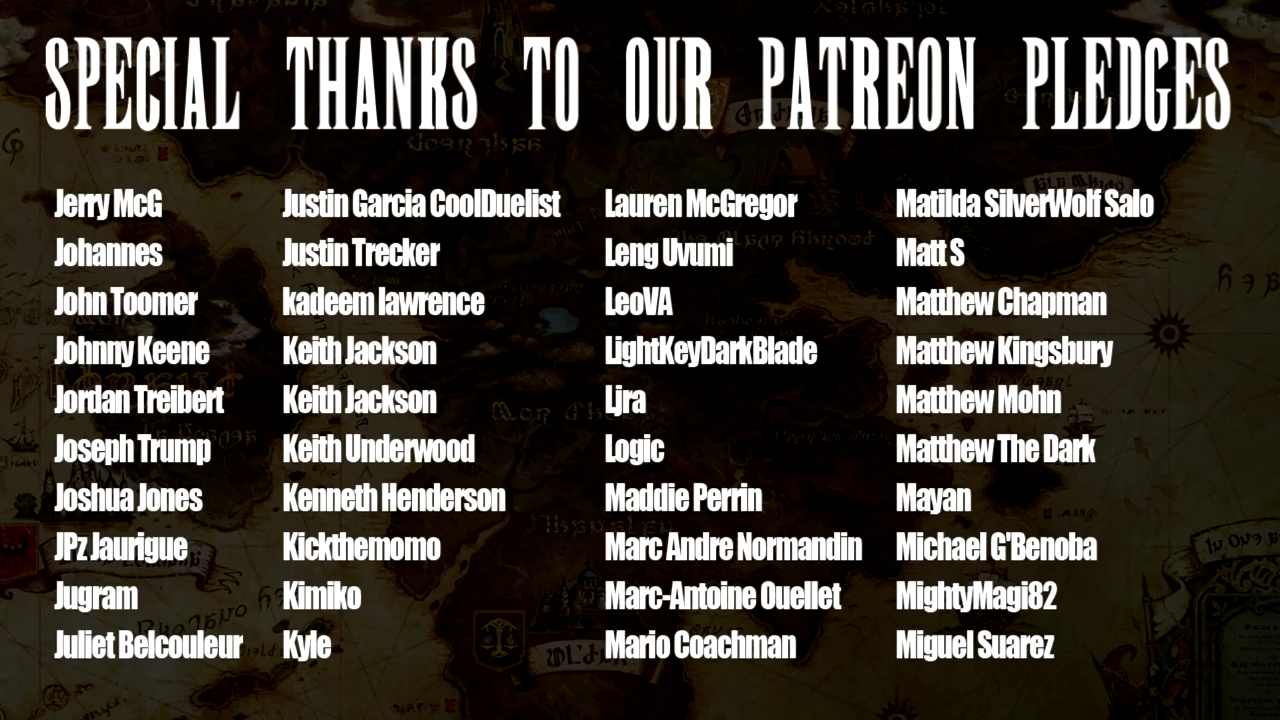 SPECIAL THANKS TO OUR PATREON PLEDGES
Jerry McG
Johannes
John Toomer
Johnny Keene
Jordan Treibert
Joseph Trump
Joshua Jones
JPz Jaurigue
Jugram
Juliet Belcouleur
Justin Garcia CoolDuelist
Justin Trecker
kadeem lawrence
Keith Jackson
Keith Jackson
Keith Underwood
Kenneth Henderson
Kickthemomo
Kimiko
Kyle
Lauren McGregor
Leng Uvumi
LeoVA
LightKeyDarkBlade
Ljra
Logic
Maddie Perrin
Marc Andre Normandin
Marc-Antoine Ouellet
Mario Coachman
Matilda SilverWolf Salo
Matt S
Matthew Chapman
Matthew Kingsbury
Matthew Mohn
Matthew The Dark
Mayan
Michael G'Benoba
MightyMagi82
Miguel Suarez